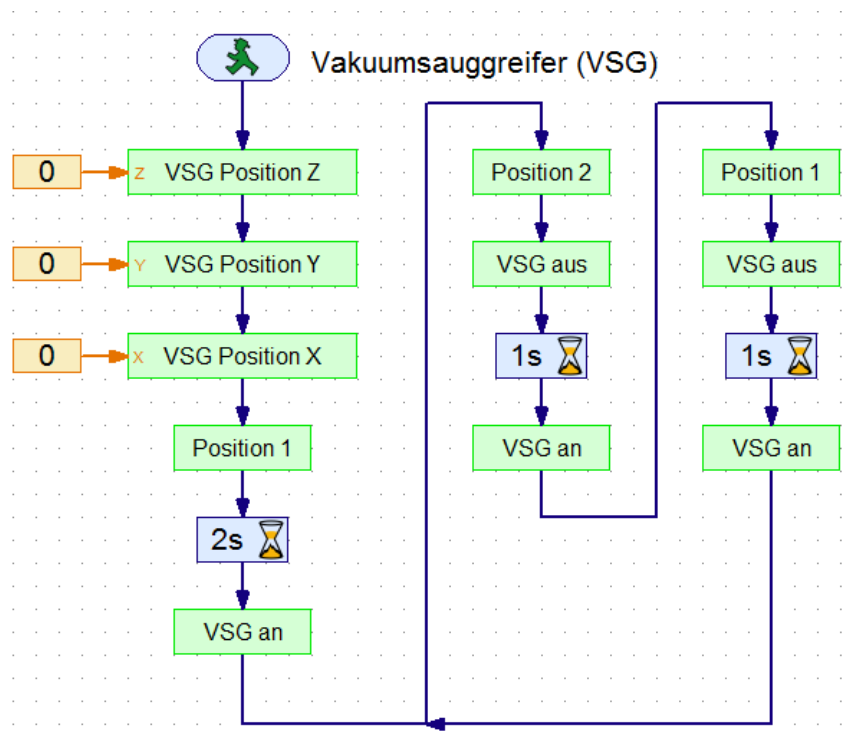 Vakuumsauggreifer (VSG)
0
Z VSG Position Z
0
Y VSG Position Y
0
X VSG Position X
Position 1
2s
VSG an
Position 2
VSG aus
1s
VSG an
Position 1
VSG aus
1s
VSG an